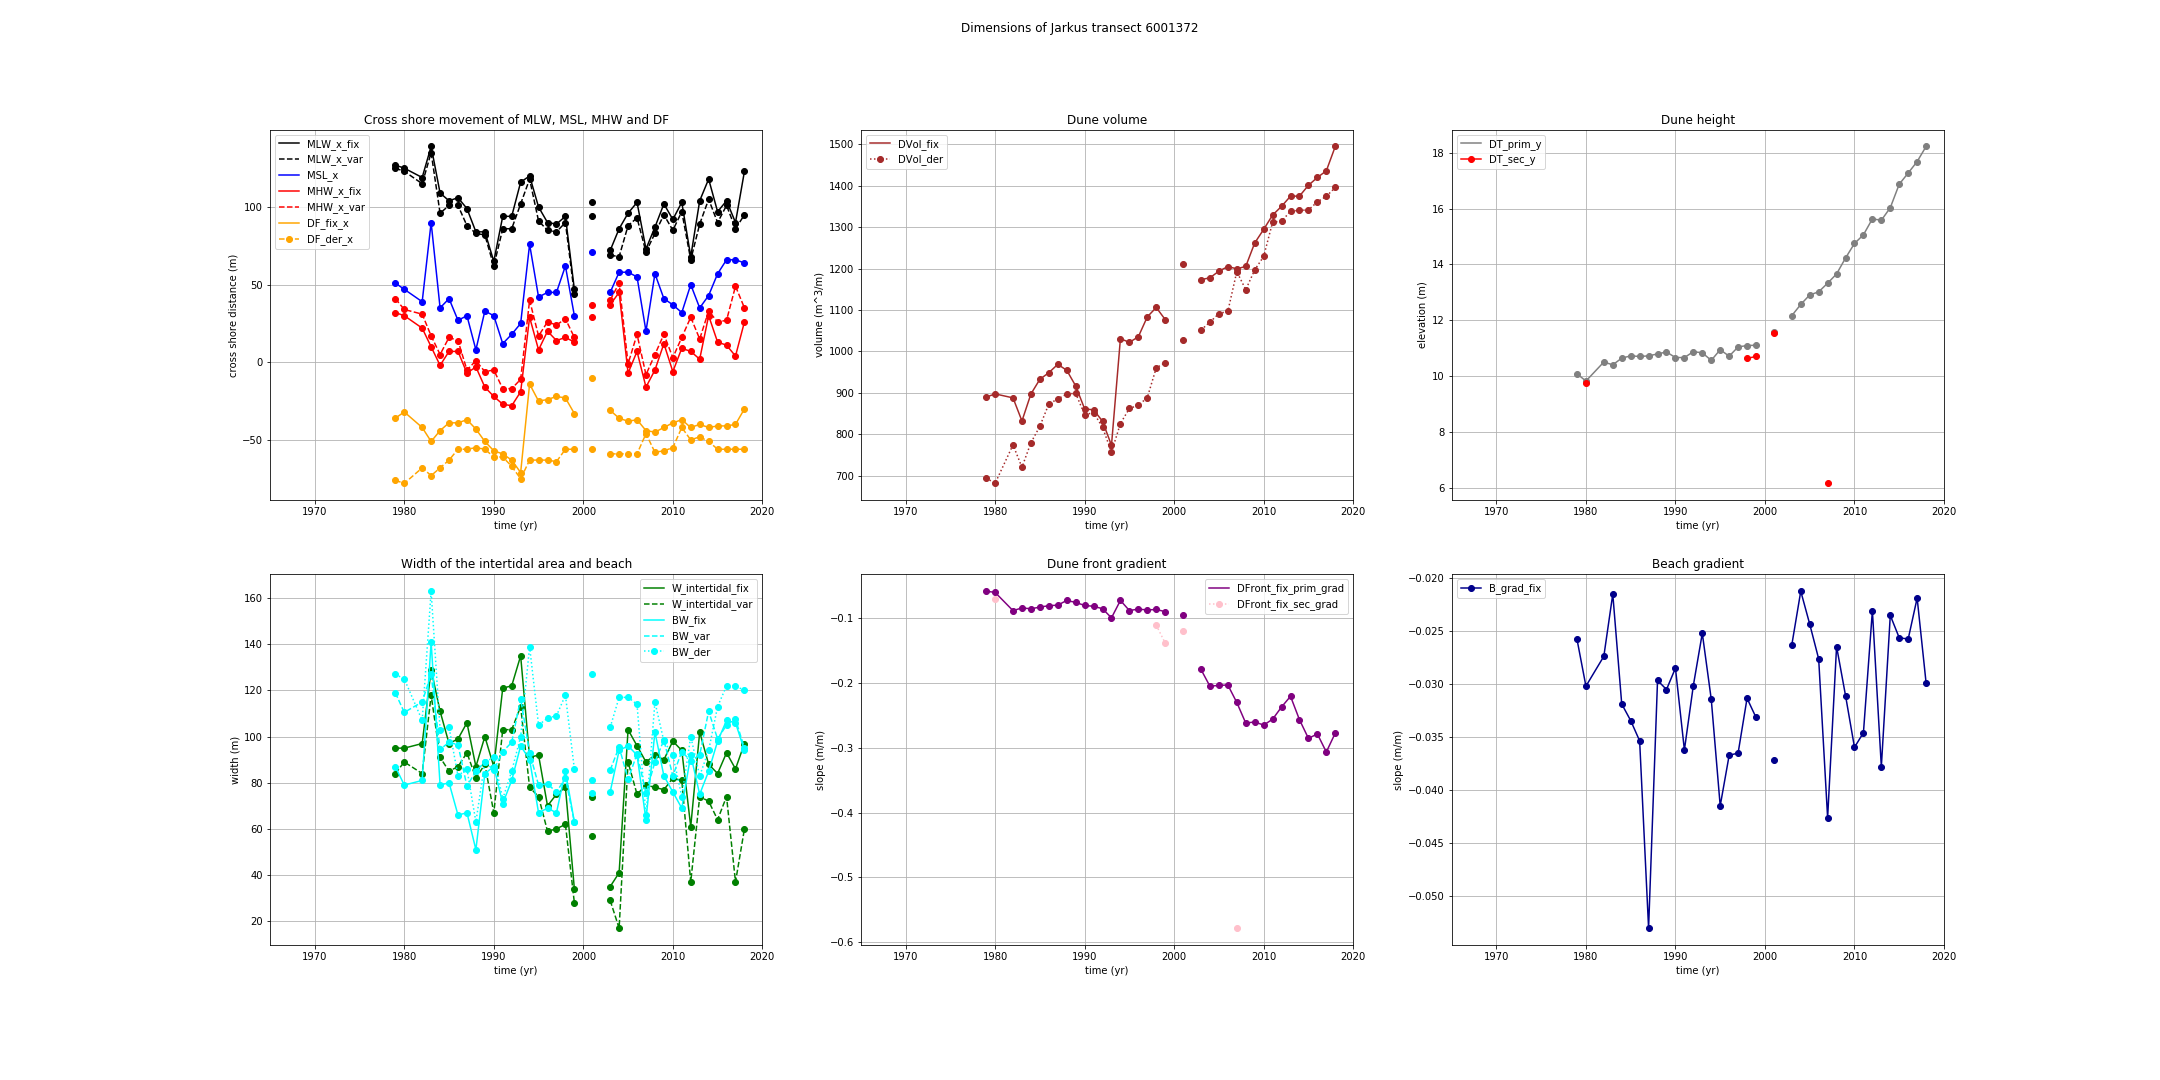 Dimensions of Jarkus transect 6001372
Cross shore movement of MLW, MSL, MHW and DF
MLW_x_fix
MLW_x_var
MSL_x
MHW_x_fix
MHW_x_var
DF_fix_x
DF_der_x
100
50
0
−50
cross shore distance (m)
1970 1980 1990 2000 2010 2020
time (yr)
Dune volume
DVol_fix
DVol_der
1500
1400
1300
1200
1100
1000
900
800
700
volume (m^3/m)
1970 1980 1990 2000 2010 2020
time (yr)
Dune height
DT_prim_y
DT_sec_y
18
16
14
12
10
8
6
elevation (m)
1970 1980 1990 2000 2010 2020
time (yr)
Width of the intertidal area and beach
W_intertidal_fix
W_intertidal_var
BW_fix
BW_var
BW_der
160
140
120
100
80
60
40
20
width (m)
1970 1980 1990 2000 2010 2020
time (yr)
Dune front gradient
DFront_fix_prim_grad
DFront_fix_sec_grad
−0.1
−0.2
−0.3
−0.4
−0.5
−0.6
slope (m/m)
1970 1980 1990 2000 2010 2020
time (yr)
Beach gradient
B_grad_fix
−0.020
−0.025
−0.030
−0.035
−0.040
−0.045
−0.050
slope (m/m)
1970 1980 1990 2000 2010 2020
time (yr)